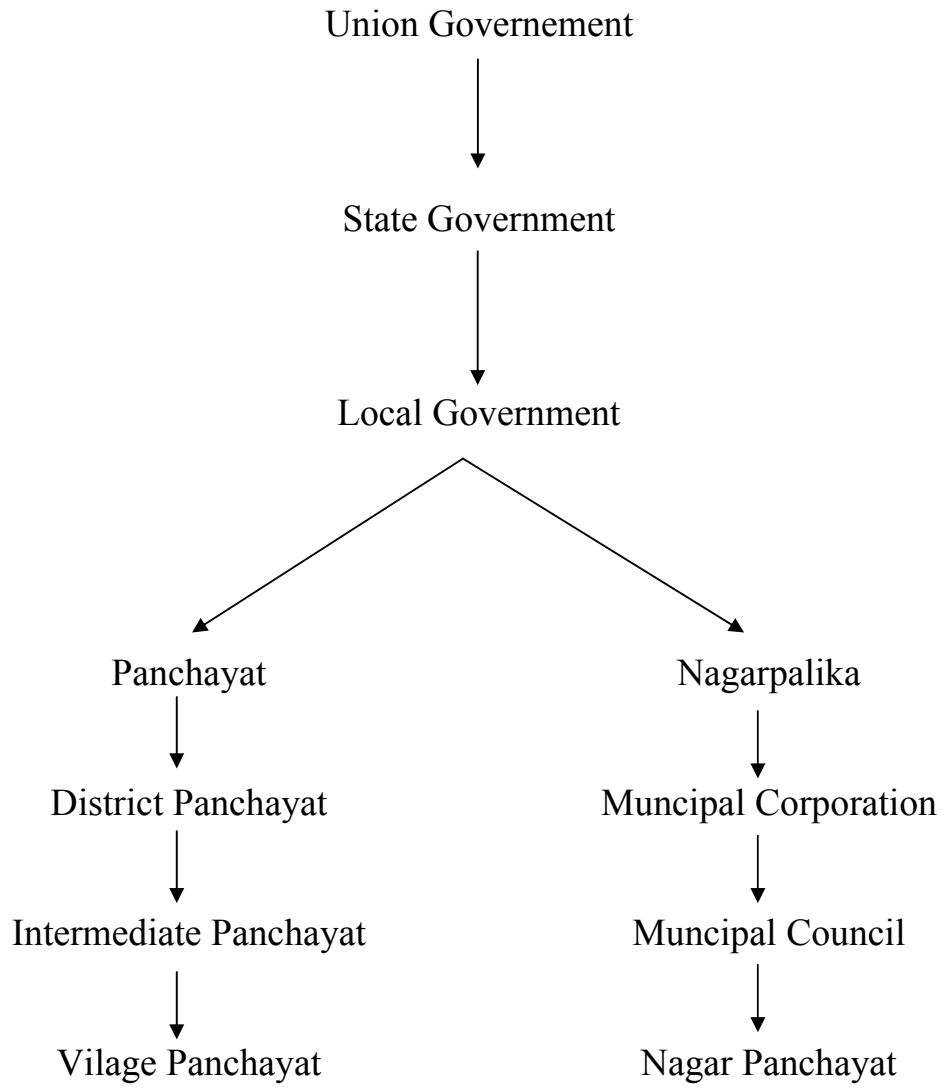 Union Governement
State Government
Local Government
Panchayat
Nagarpalika
District Panchayat
Muncipal Corporation
Intermediate Panchayat
Muncipal Council
Vilage Panchayat
Nagar Panchayat